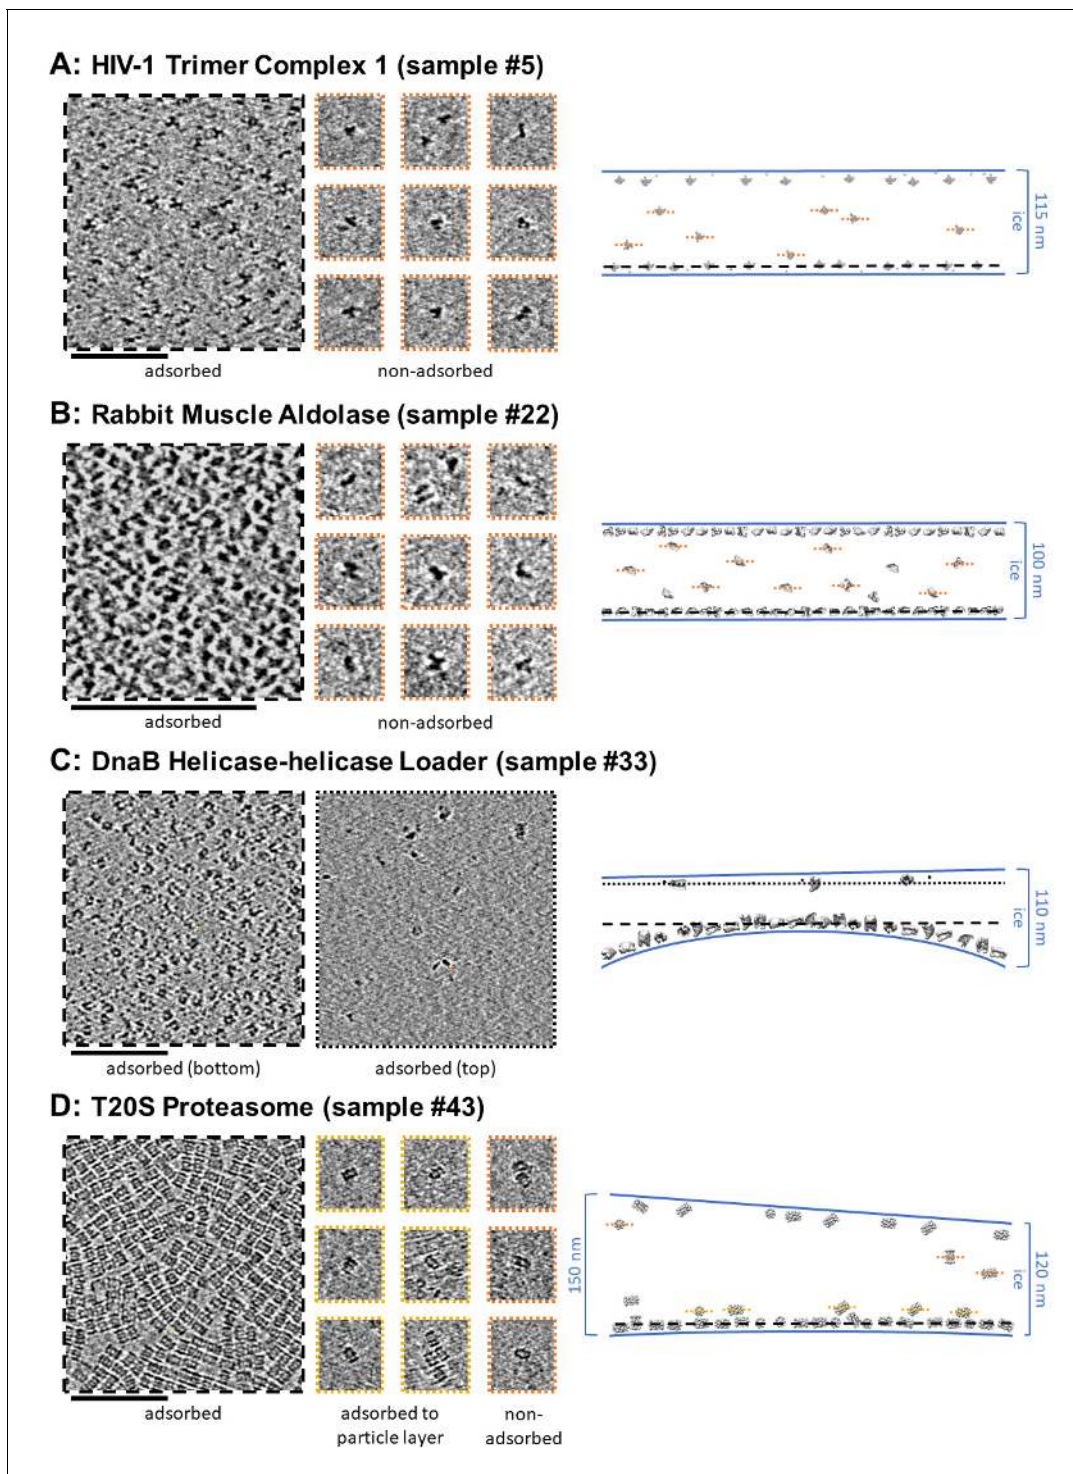 A: HIV-1 Trimer Complex 1 (sample #5)
adsorbed
non-adsorbed
115 nm
ice
B: Rabbit Muscle Aldolase (sample #22)
adsorbed
non-adsorbed
100 nm
ice
C: DnaB Helicase-helicase Loader (sample #33)
adsorbed (bottom)
adsorbed (top)
110 nm
ice
D: T20S Proteasome (sample #43)
adsorbed
adsorbed to
particle layer
non-
adsorbed
150 nm
120 nm
ice